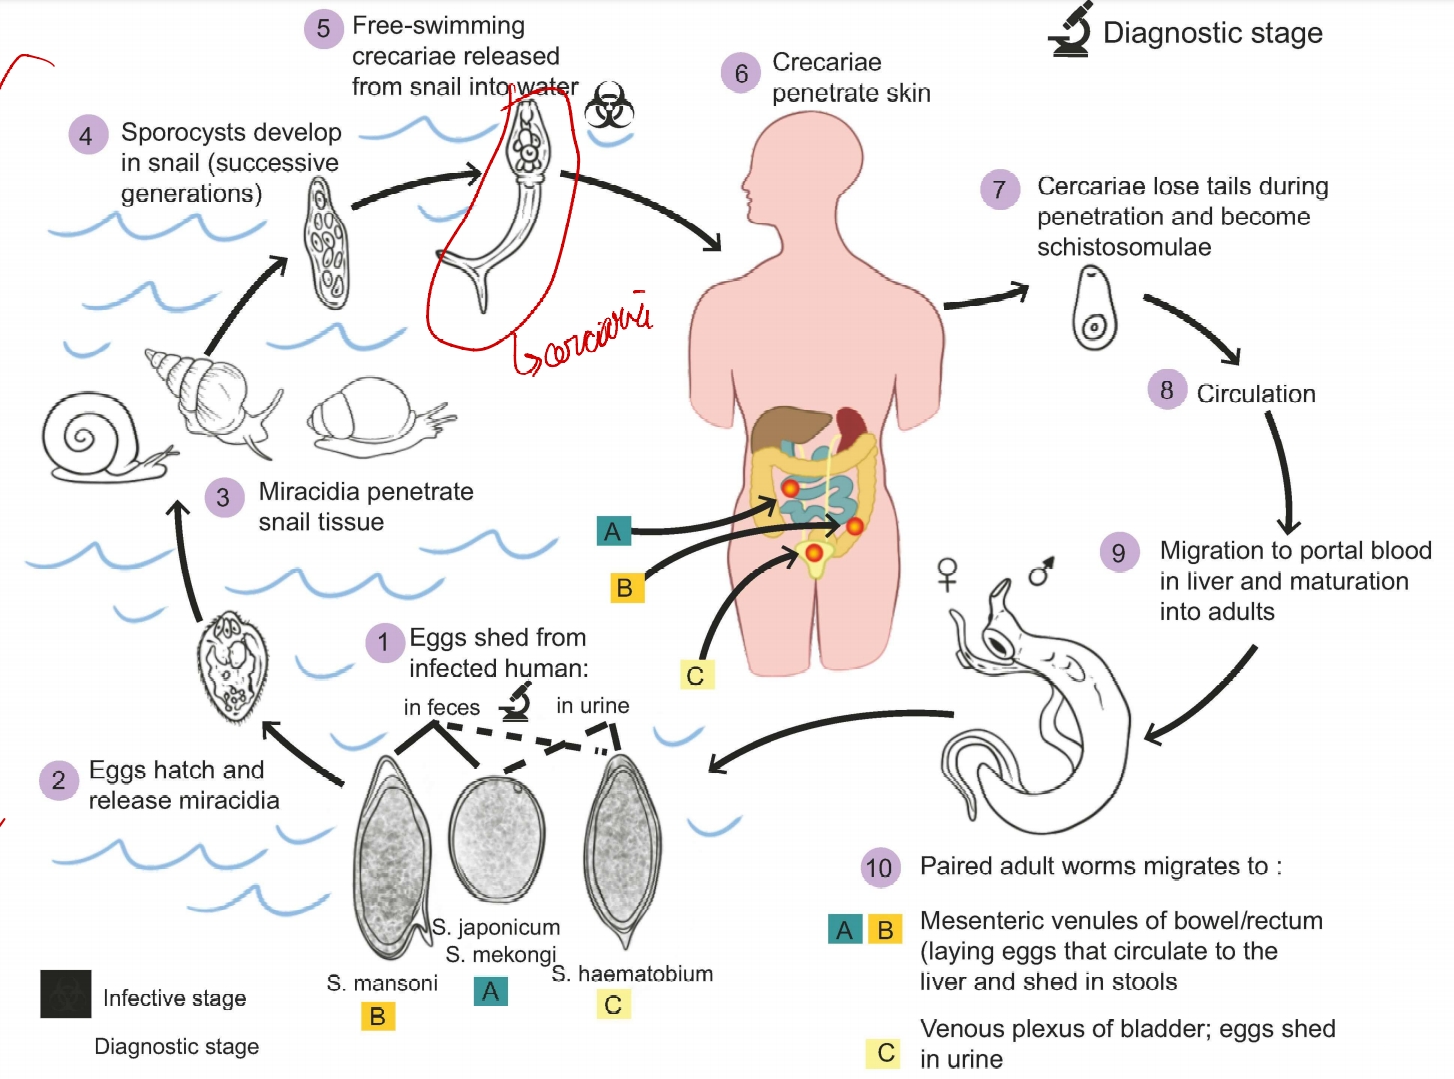 5
Free-swimming
crecariae released
from snail into water
Diagnostic stage
6
Crecariae
penetrate skin
4
Sporocysts develop
in snail (successive
generations)
7
Cercariae lose tails during
penetration and become
schistosomulae
8
Circulation
3
Miracidia penetrate
snail tissue
A
B
C
9
Migration to portal blood
in liver and maturation
into adults
♀ ♂
1
Eggs shed from
infected human:
in feces
in urine
2
Eggs hatch and
release miracidia
S. japonicum
S. mekongi
A
S. mansoni
B
S. haematobium
C
10
Paired adult worms migrates to :
A B
Mesenteric venules of bowel/rectum
(laying eggs that circulate to the
liver and shed in stools
C
Venous plexus of bladder; eggs shed
in urine
Infective stage
Diagnostic stage